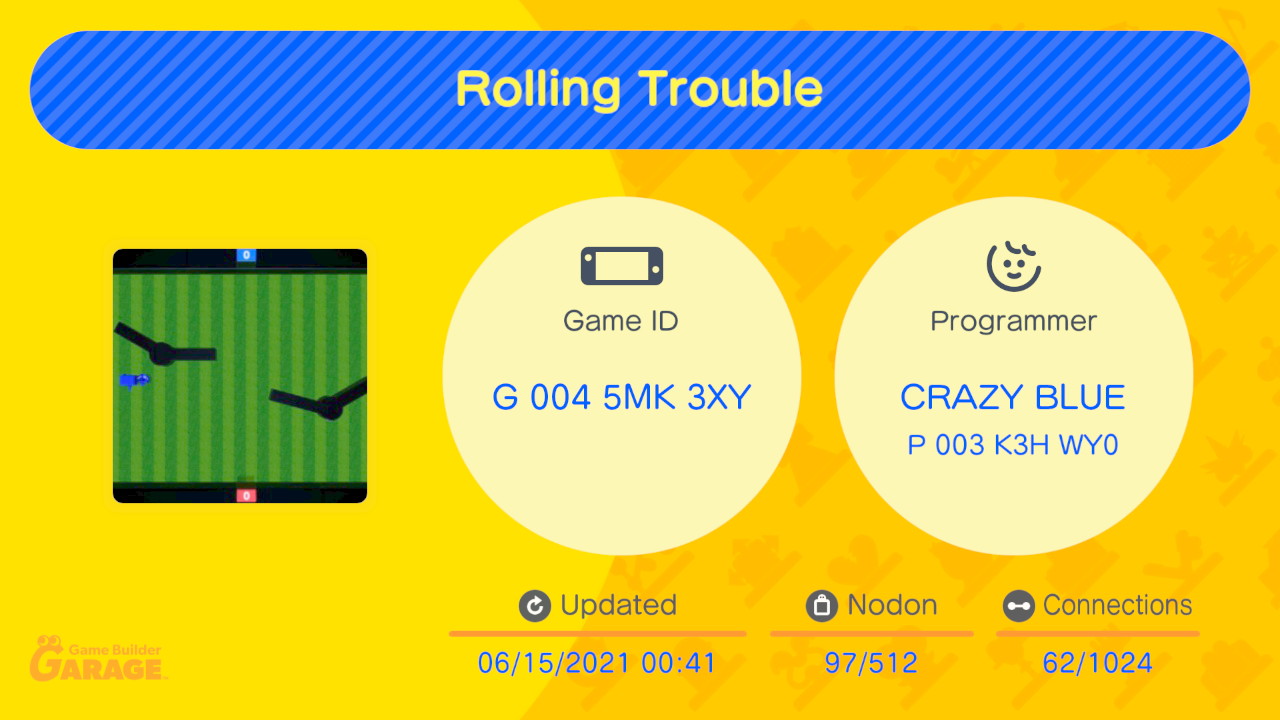 Rolling Trouble
0
0
Game ID
G 004 5MK 3XY
Programmer
CRAZY BLUE
P 003 K3H WY0
Updated
06/15/2021 00:41
Nodon
97/512
Connections
62/1024
Game Builder
GARAGE